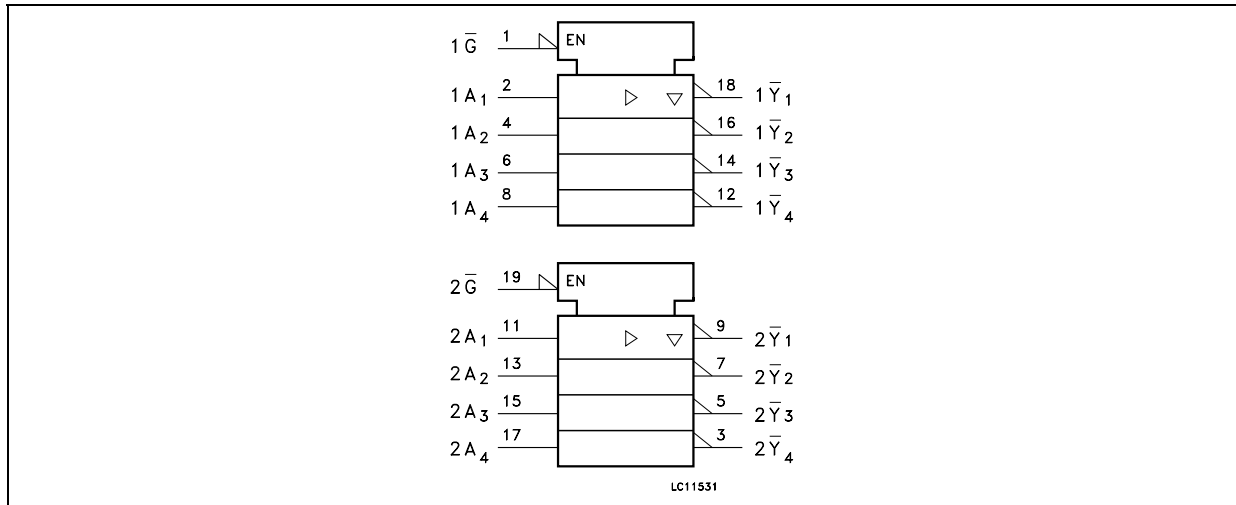 1G̅ 1 EN
1A1 2 18 1Y̅1
1A2 4 16 1Y̅2
1A3 6 14 1Y̅3
1A4 8 12 1Y̅4
2G̅ 19 EN
2A1 11 9 2Y̅1
2A2 13 7 2Y̅2
2A3 15 5 2Y̅3
2A4 17 3 2Y̅4
LC11531